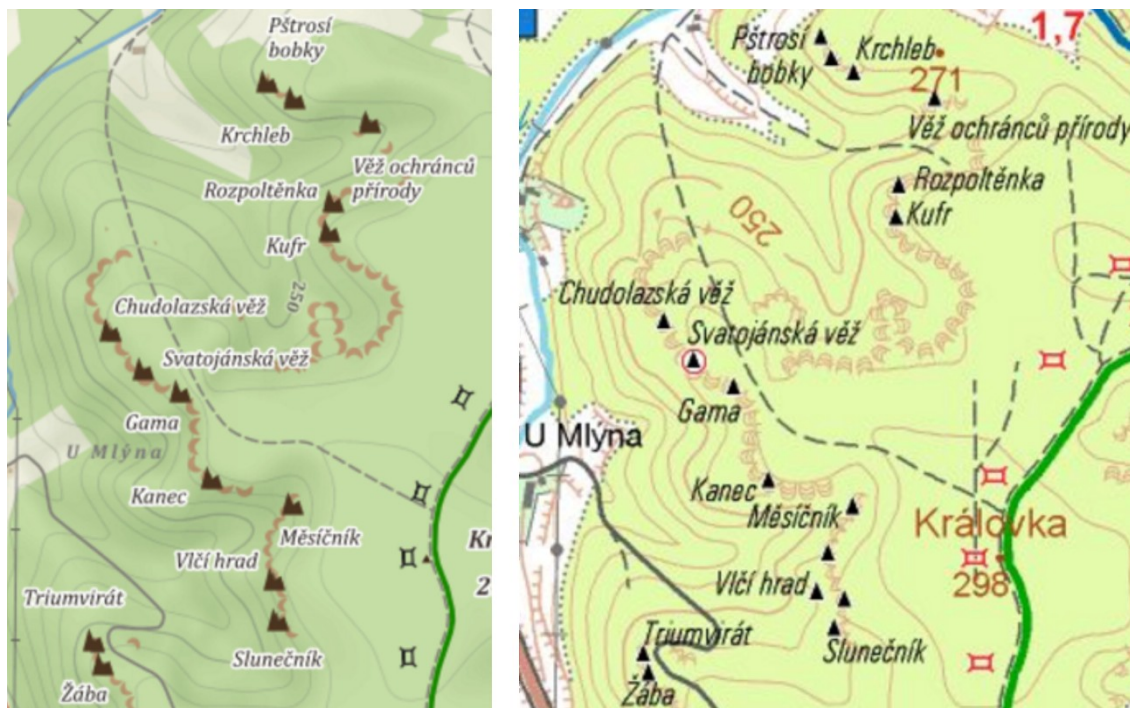 Pštrosí
bobky
Krchleb
Věž ochránců
přírody
Rozpoltěnka
Kufr
250
Chudolazská věž
Svatojánská věž
Gama
U Mlýna
Kanec
Měsíčník
Vlčí hrad
Kr
2
Triumvirát
Slunečník
Žába
1,7
Pštrosí
bobky
Krchleb
271
Věž ochránců přírody
Rozpoltěnka
Kufr
250
Chudolazská věž
Svatojánská věž
Gama
U Mlýna
Kanec
Měsíčník
Královka
298
Vlčí hrad
Triumvirát
Slunečník
Žába